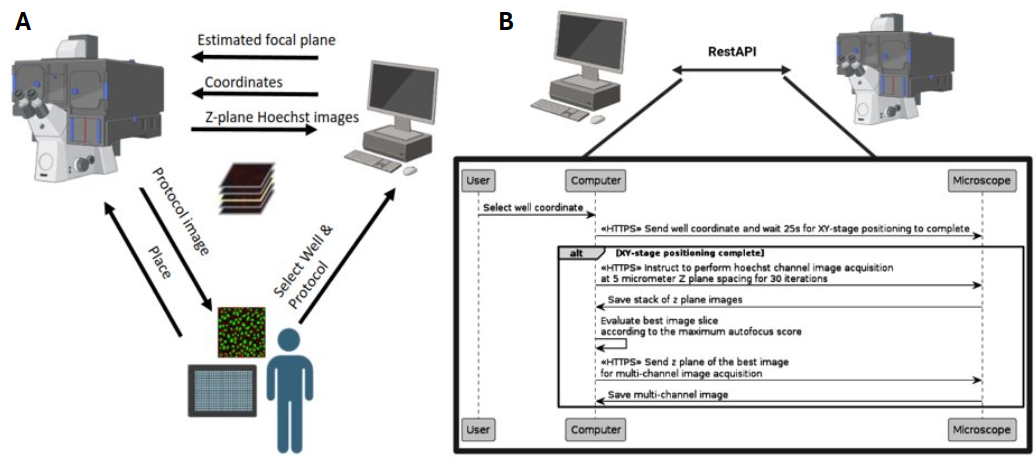 A
Estimated focal plane
Coordinates
Z-plane Hoechst images
Protocol image
Place
Select Well &
Protocol
B
RestAPI
User
Computer
Microscope
Select well coordinate
«HTTPS» Send well coordinate and wait 25s for XY-stage positioning to complete
alt
[XY-stage positioning complete]
«HTTPS» Instruct to perform hoechst channel image acquisition
at 5 micrometer Z plane spacing for 30 iterations
Save stack of z plane images
Evaluate best image slice
according to the maximum autofocus score
«HTTPS» Send z plane of the best image
for multi-channel image acquisition
Save multi-channel image
User
Computer
Microscope